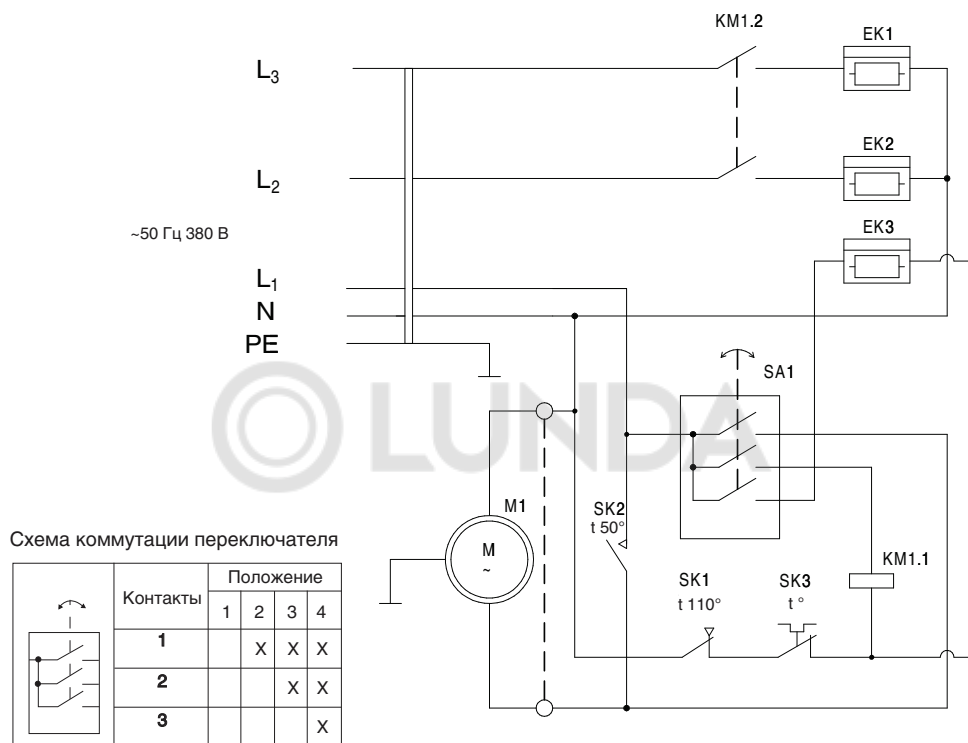 KM1.2
EK1
L₃
EK2
L₂
EK3
~50 Гц 380 В
L₁
N
PE
SA1
LUNDA
M1
SK2
t 50°
M
~
KM1.1
SK1
t 110°
SK3
t °
Схема коммутации переключателя
Контакты Положение
1 2 3 4
1 X X X
2 X X
3 X